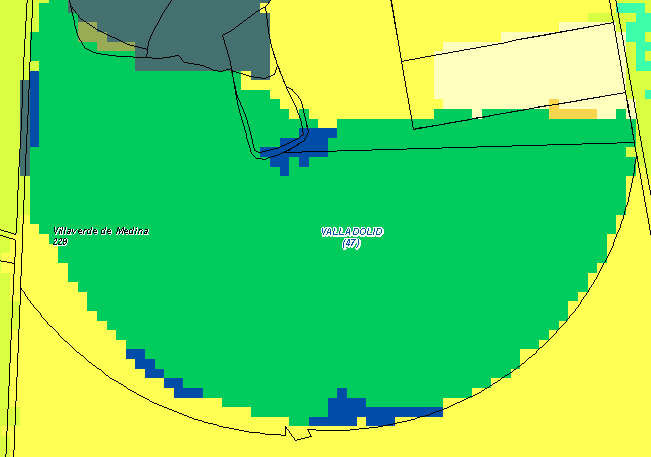 Villaverde de Medina
229
VALLADOLID
(47)